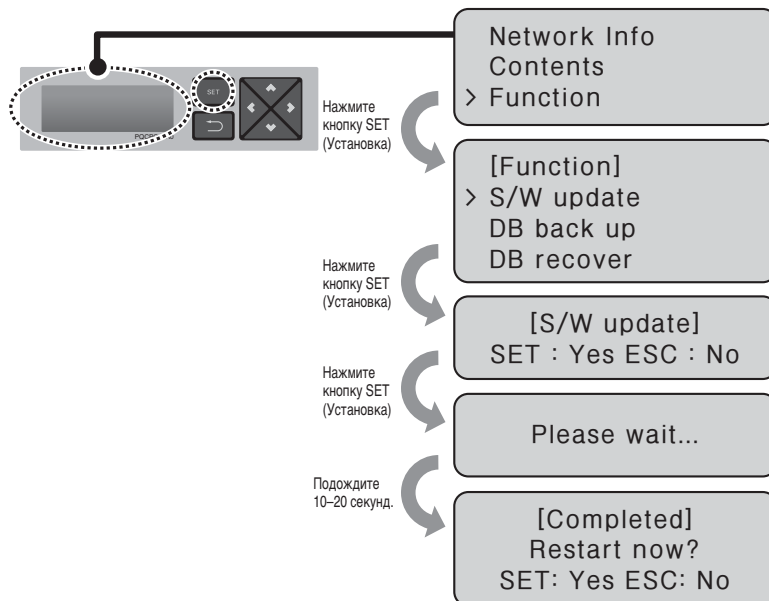 Network Info
Contents
> Function
SET
Нажмите
кнопку SET
(Установка)
[Function]
> S/W update
DB back up
DB recover
Нажмите
кнопку SET
(Установка)
[S/W update]
SET : Yes ESC : No
Нажмите
кнопку SET
(Установка)
Please wait...
Подождите
10–20 секунд.
[Completed]
Restart now?
SET: Yes ESC: No